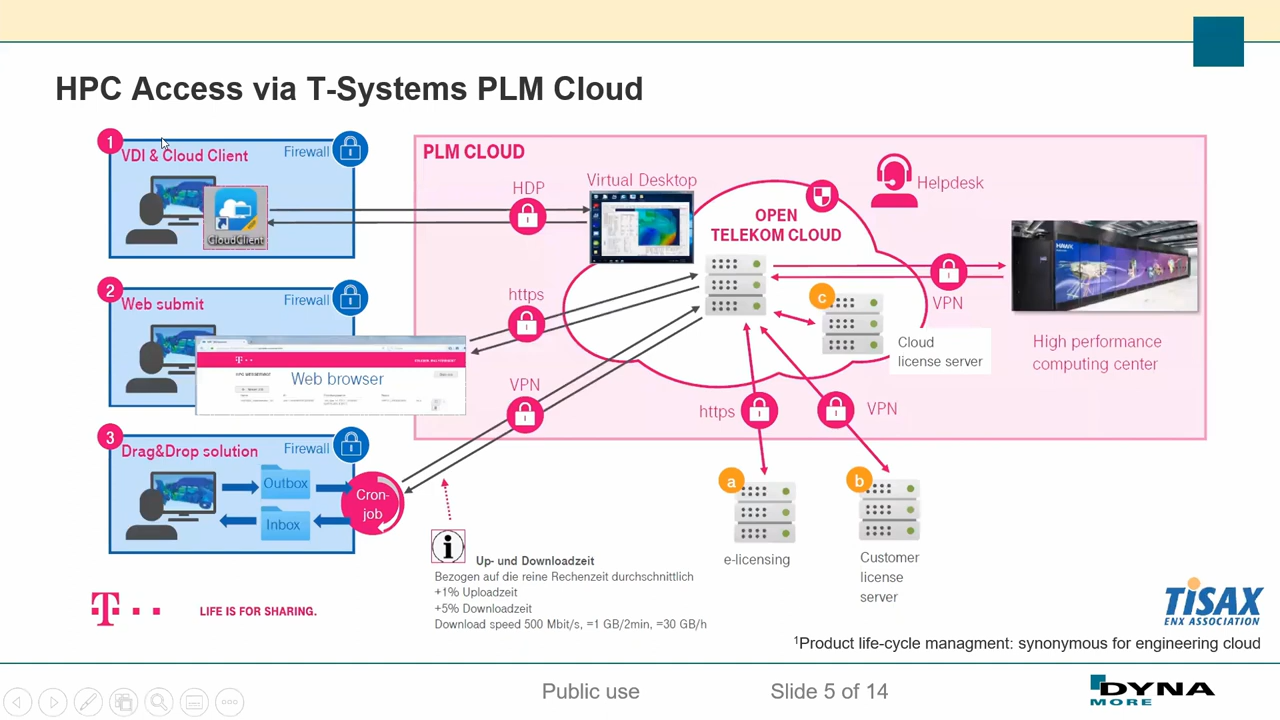 HPC Access via T-Systems PLM Cloud
1
VDI & Cloud Client
Firewall
CloudClient
2
Web submit
Firewall
Web browser
3
Drag&Drop solution
Firewall
Outbox
Inbox
Cron-
job
HDP
https
VPN
PLM CLOUD
Virtual Desktop
OPEN
TELEKOM CLOUD
Helpdesk
VPN
HAWK
High performance
computing center
c
Cloud
license server
https
VPN
a
e-licensing
b
Customer
license
server
i
Up- und Downloadzeit
Bezogen auf die reine Rechenzeit durchschnittlich
+1% Uploadzeit
+5% Downloadzeit
Download speed 500 Mbit/s, =1 GB/2min, =30 GB/h
T
LIFE IS FOR SHARING.
TISAX
ENX ASSOCIATION
1Product life-cycle managment: synonymous for engineering cloud
Public use
Slide 5 of 14
DYNA
MORE